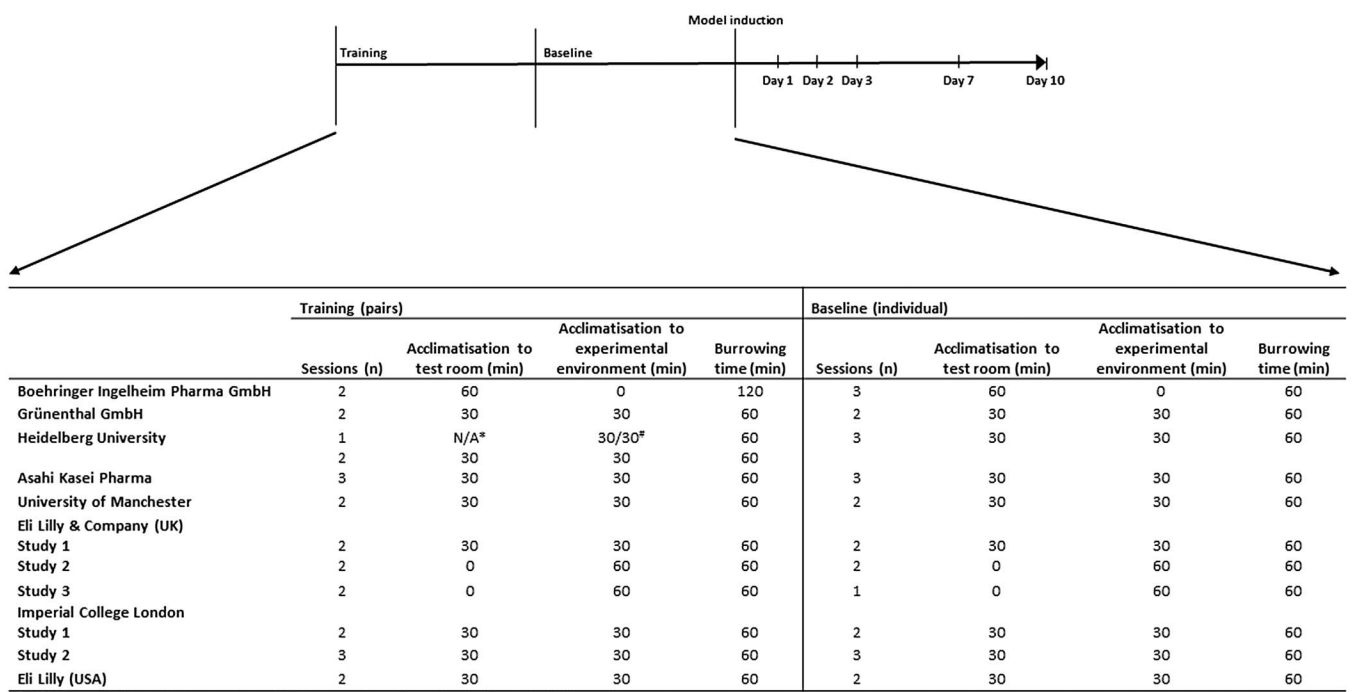 Model induction
Training Baseline
Day 1 Day 2 Day 3 Day 7 Day 10
Training (pairs) Baseline (individual)
Sessions (n) Acclimatisation to test room (min) Acclimatisation to experimental environment (min) Burrowing time (min) Sessions (n) Acclimatisation to test room (min) Acclimatisation to experimental environment (min) Burrowing time (min)
Boehringer Ingelheim Pharma GmbH 2 60 0 120 3 60 0 60
Grünenthal GmbH 2 30 30 60 2 30 30 60
Heidelberg University 1 N/A* 30/30# 60 3 30 30 60
2 30 30 60
Asahi Kasei Pharma 3 30 30 60 3 30 30 60
University of Manchester 2 30 30 60 2 30 30 60
Eli Lilly & Company (UK)
Study 1 2 30 30 60 2 30 30 60
Study 2 2 0 60 60 2 0 60 60
Study 3 2 0 60 60 1 0 60 60
Imperial College London
Study 1 2 30 30 60 2 30 30 60
Study 2 3 30 30 60 3 30 30 60
Eli Lilly (USA) 2 30 30 60 2 30 30 60